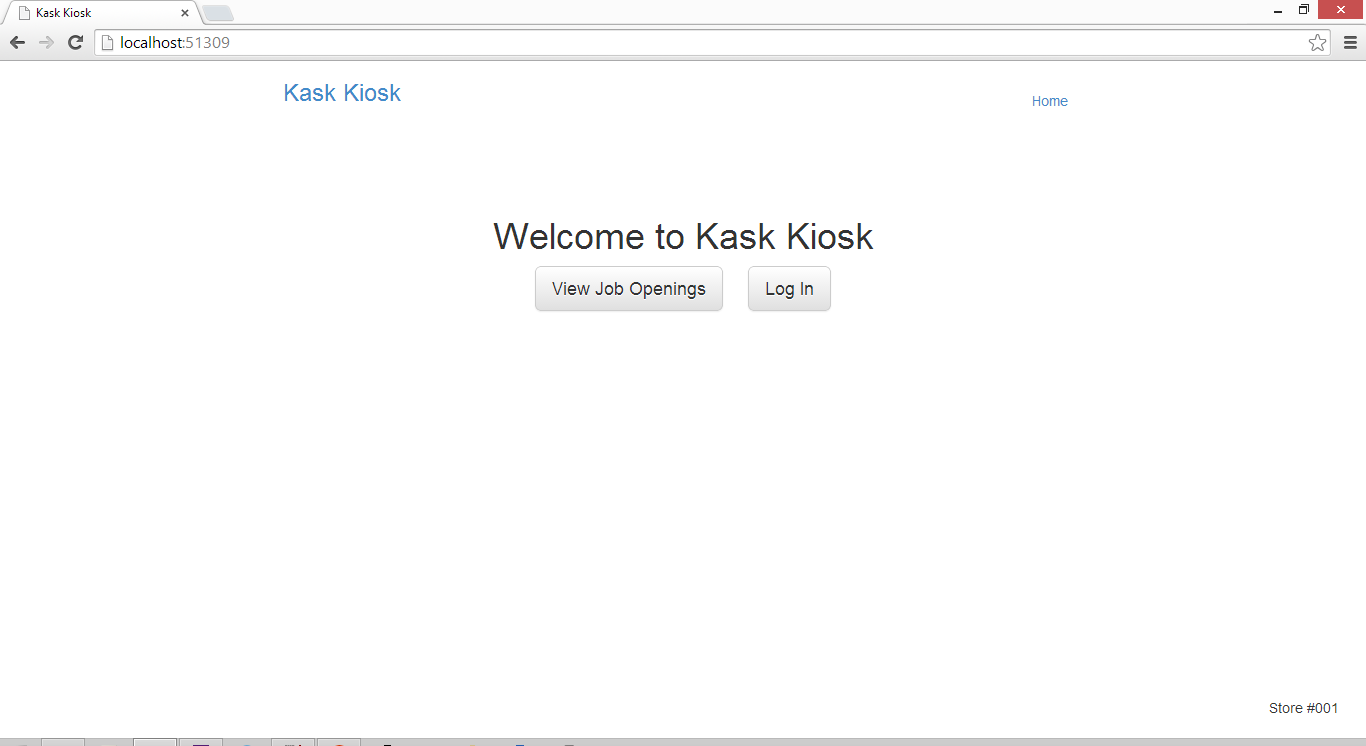 Kask Kiosk
localhost:51309
Kask Kiosk
Home
Welcome to Kask Kiosk
View Job Openings
Log In
Store #001